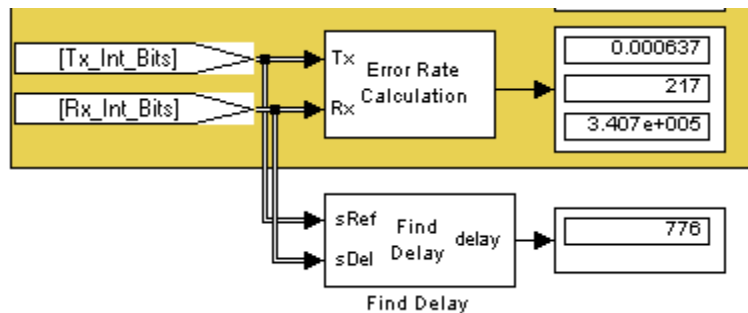 [Tx_Int_Bits]
[Rx_Int_Bits]
Tx
Rx
Error Rate
Calculation
0.000637
217
3.407e+005
sRef
sDel
Find
Delay
delay
776
Find Delay